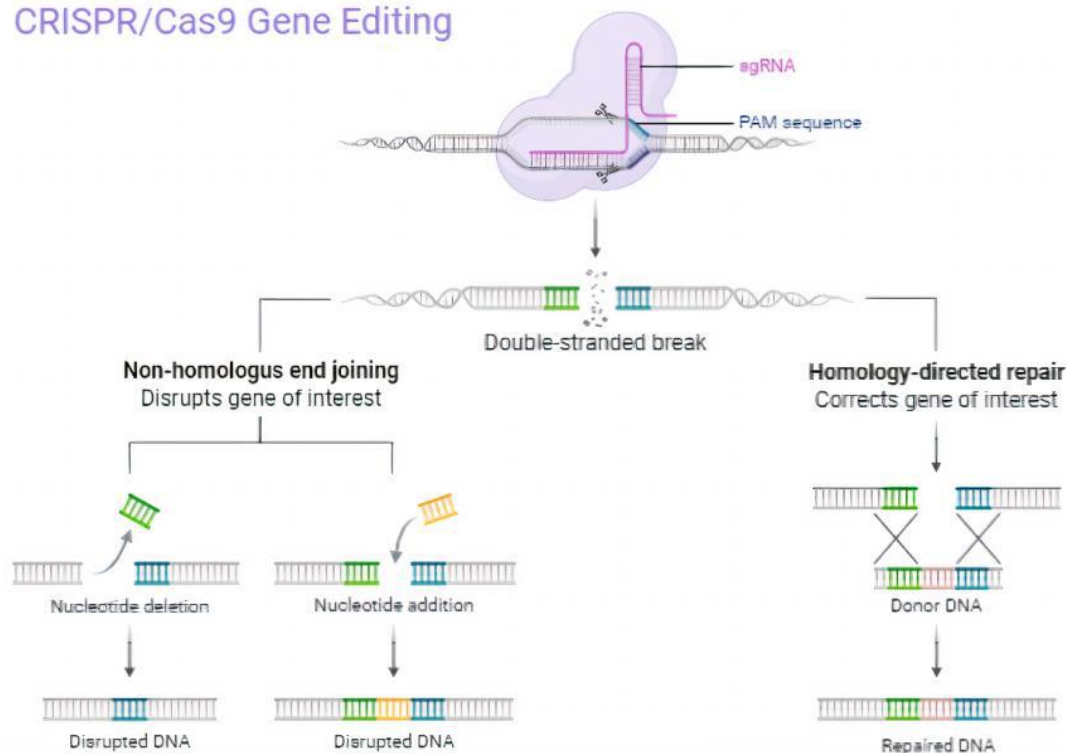 CRISPR/Cas9 Gene Editing
sgRNA
PAM sequence
Double-stranded break
Non-homologus end joining
Disrupts gene of interest
Homology-directed repair
Corrects gene of interest
Nucleotide deletion
Nucleotide addition
Donor DNA
Disrupted DNA
Disrupted DNA
Repaired DNA